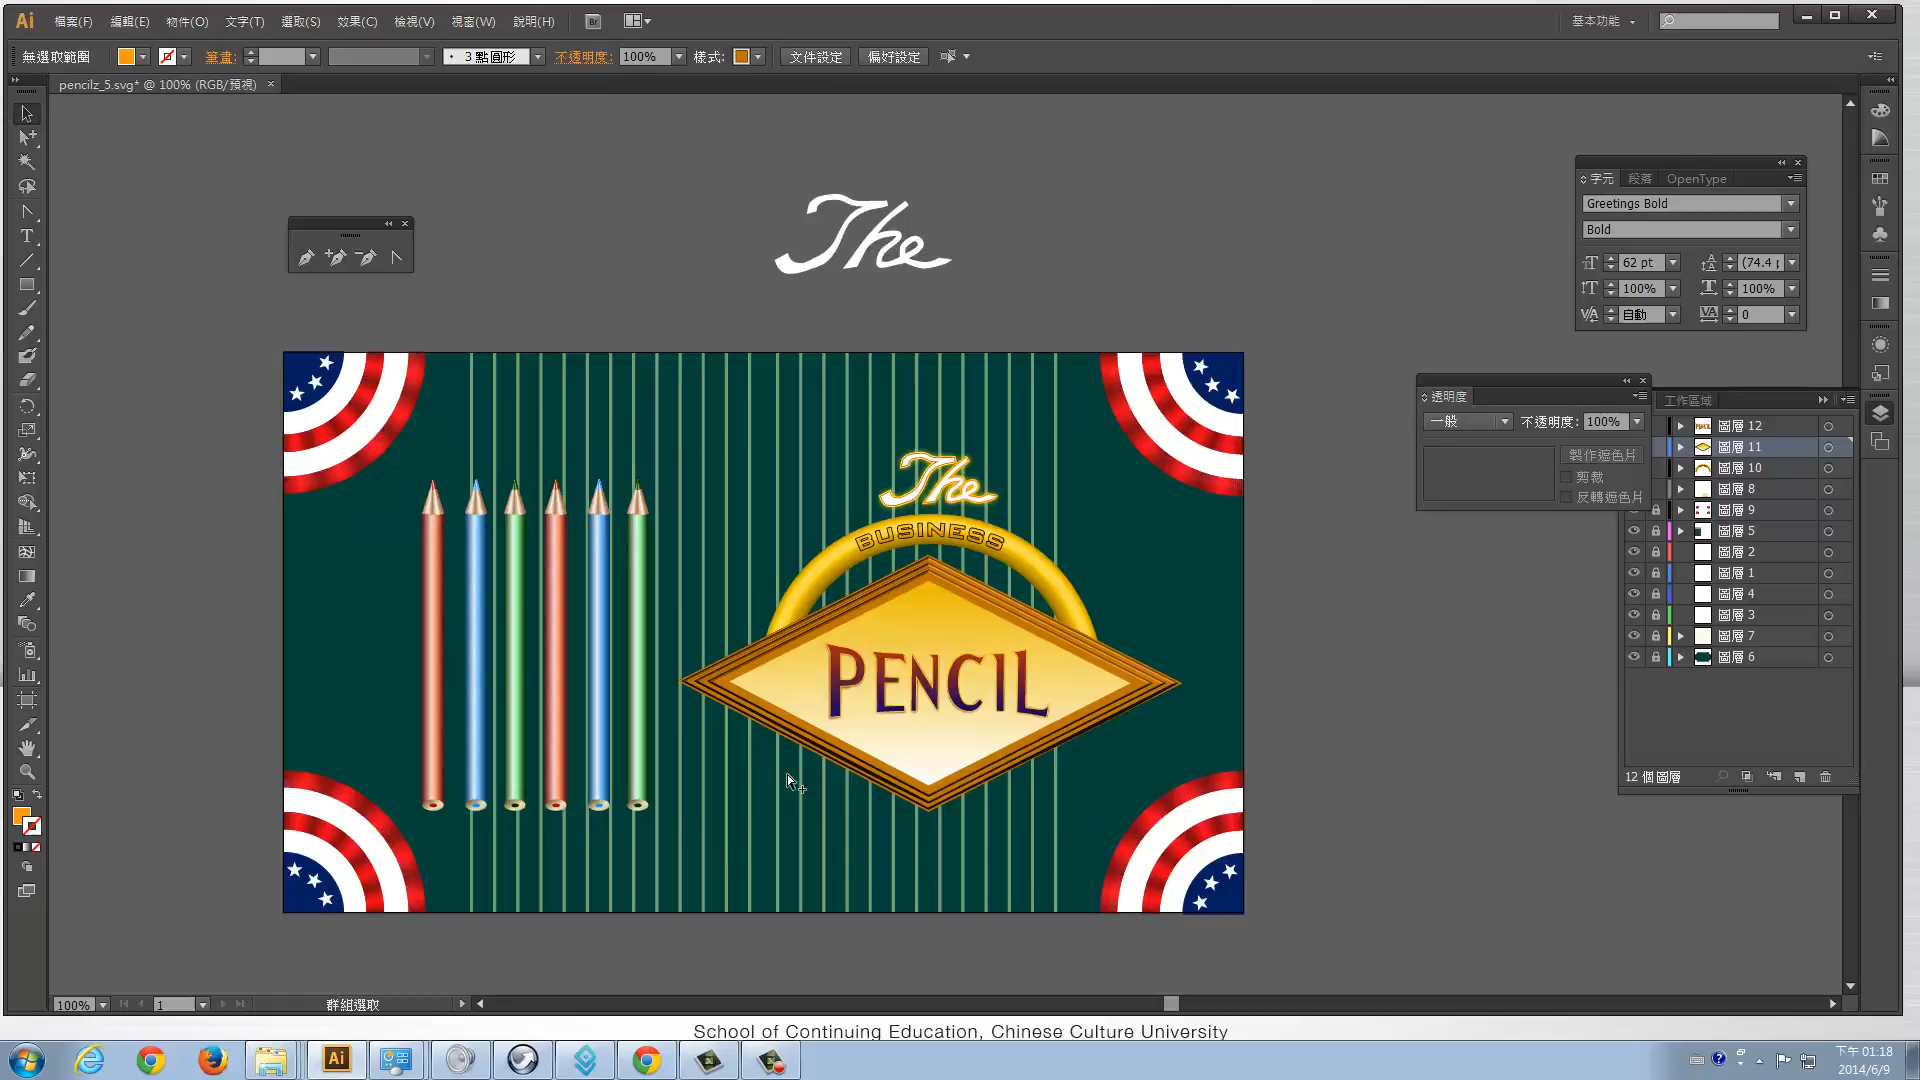 Ai 檔案(F) 編輯(E) 物件(O) 文字(T) 選取(S) 效果(C) 檢視(V) 視窗(W) 說明(H) Br 基本功能
無選取範圍 筆畫: 3 點圓形 不透明度: 100% 樣式: 文件設定 偏好設定
pencilz_5.svg* @ 100% (RGB/預視)
字元 段落 OpenType
Greetings Bold
Bold
62 pt (74.4 p
100% 100%
自動 0
The
透明度
一般 不透明度: 100%
製作遮色片
剪裁
反轉遮色片
工作區域
圖層 12
圖層 11
圖層 10
圖層 8
圖層 9
圖層 5
圖層 2
圖層 1
圖層 4
圖層 3
圖層 7
圖層 6
12 個圖層
The
BUSINESS
PENCIL
100% 1 群組選取
School of Continuing Education, Chinese Culture University
Ai
下午 01:18
2014/6/9